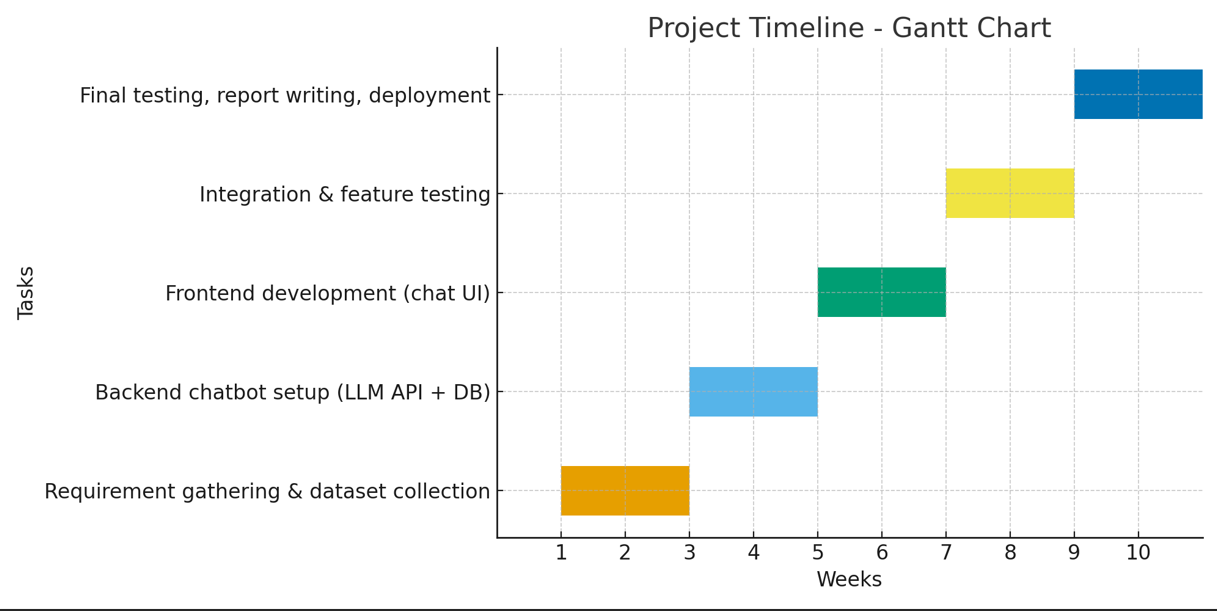 Project Timeline - Gantt Chart
Final testing, report writing, deployment
Integration & feature testing
Frontend development (chat UI)
Backend chatbot setup (LLM API + DB)
Requirement gathering & dataset collection
Tasks
1 2 3 4 5 6 7 8 9 10
Weeks